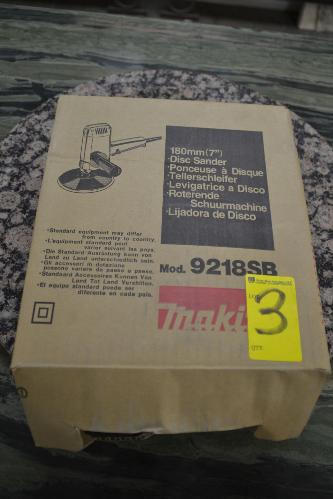 180mm(7")
·Disc Sander
·Ponceuse à Disque
·Tellerschleifer
·Levigatrice a Disco
·Roterende
Schuurmachine
·Lijadora de Disco
·Standard equipment may differ
from country to country.
·L'équipement standard peut
varier suivant les pays.
·Die Standard Ausrüstung kann von
Land zu Land unterschiedlich sein.
·Gli accessori in dotazione
possono variare da paese a paese.
·Standaard Accessoires Kunnen Van
Land Tot Land Verschillen.
·El equipo standard puede ser
diferente en cada país.
Mod. 9218SB
Makit
LOT
3
QTY.